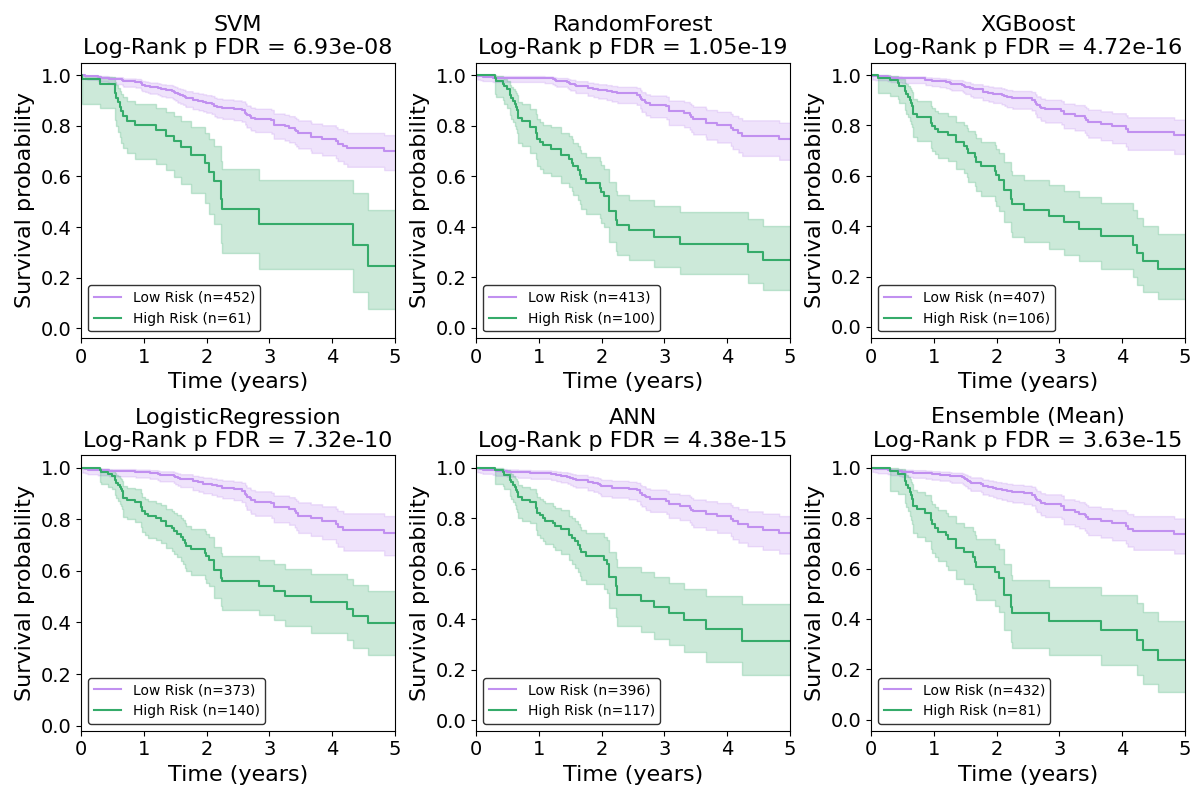 SVM
Log-Rank p FDR = 6.93e-08
1.0
0.8
0.6
0.4
0.2
0.0
Survival probability
Low Risk (n=452)
High Risk (n=61)
0 1 2 3 4 5
Time (years)
RandomForest
Log-Rank p FDR = 1.05e-19
1.0
0.8
0.6
0.4
0.2
0.0
Survival probability
Low Risk (n=413)
High Risk (n=100)
0 1 2 3 4 5
Time (years)
XGBoost
Log-Rank p FDR = 4.72e-16
1.0
0.8
0.6
0.4
0.2
0.0
Survival probability
Low Risk (n=407)
High Risk (n=106)
0 1 2 3 4 5
Time (years)
LogisticRegression
Log-Rank p FDR = 7.32e-10
1.0
0.8
0.6
0.4
0.2
0.0
Survival probability
Low Risk (n=373)
High Risk (n=140)
0 1 2 3 4 5
Time (years)
ANN
Log-Rank p FDR = 4.38e-15
1.0
0.8
0.6
0.4
0.2
0.0
Survival probability
Low Risk (n=396)
High Risk (n=117)
0 1 2 3 4 5
Time (years)
Ensemble (Mean)
Log-Rank p FDR = 3.63e-15
1.0
0.8
0.6
0.4
0.2
0.0
Survival probability
Low Risk (n=432)
High Risk (n=81)
0 1 2 3 4 5
Time (years)